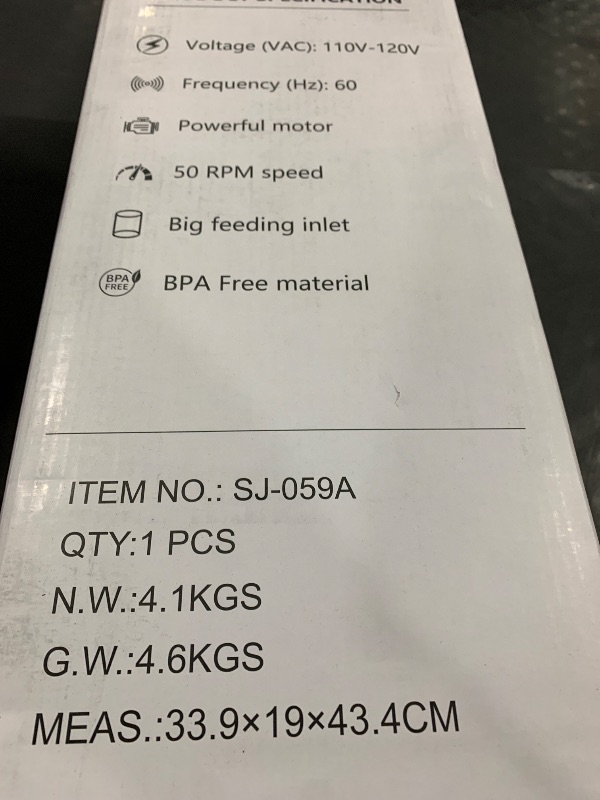 SPECIFICATION
Voltage (VAC): 110V-120V
Frequency (Hz): 60
Powerful motor
50 RPM speed
Big feeding inlet
BPA
FREE
BPA Free material
ITEM NO.: SJ-059A
QTY:1 PCS
N.W.:4.1KGS
G.W.:4.6KGS
MEAS.:33.9×19×43.4CM